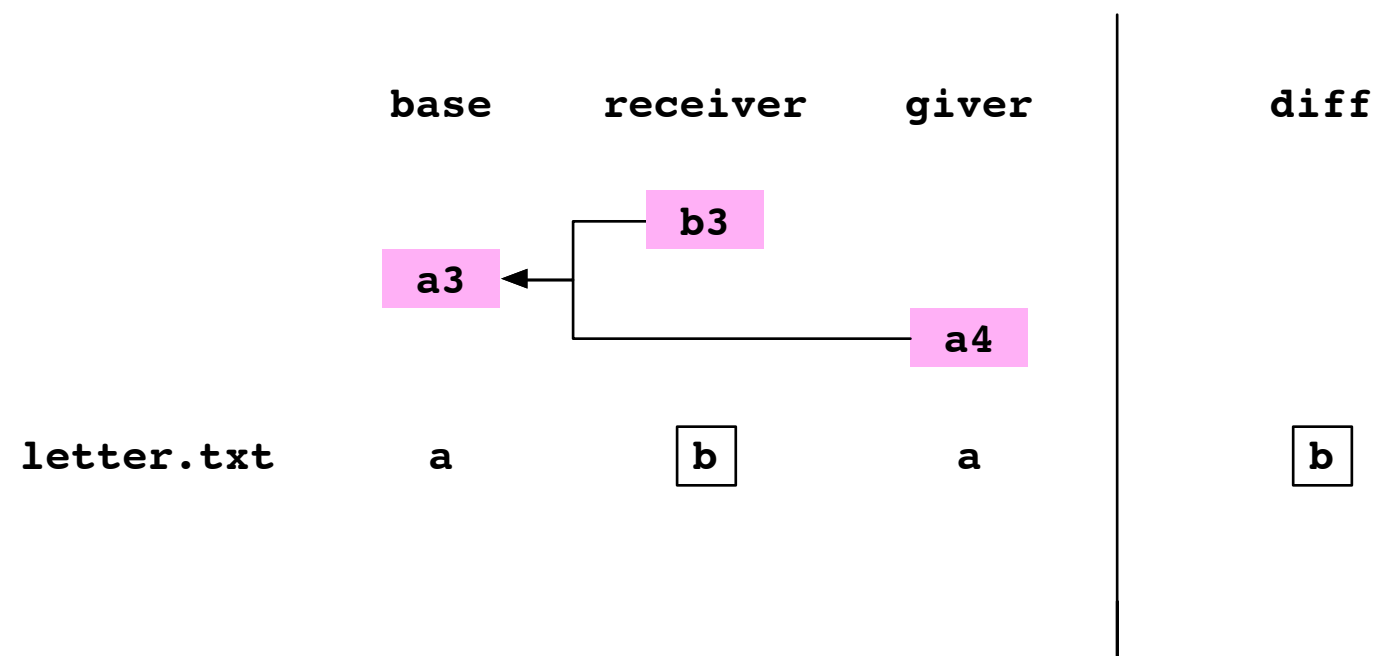 base receiver giver diff
b3
a3
a4
letter.txt a b a b